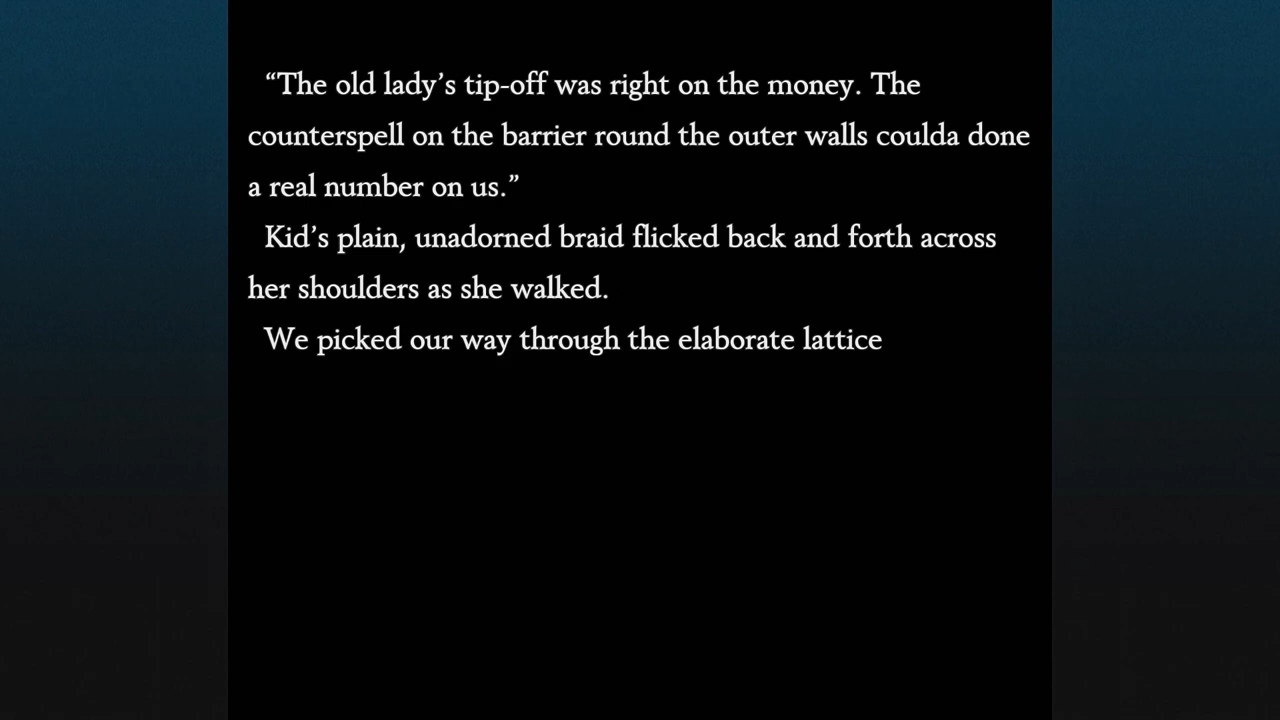 “The old lady’s tip-off was right on the money. The
counterspell on the barrier round the outer walls coulda done
a real number on us.”
Kid’s plain, unadorned braid flicked back and forth across
her shoulders as she walked.
We picked our way through the elaborate lattice